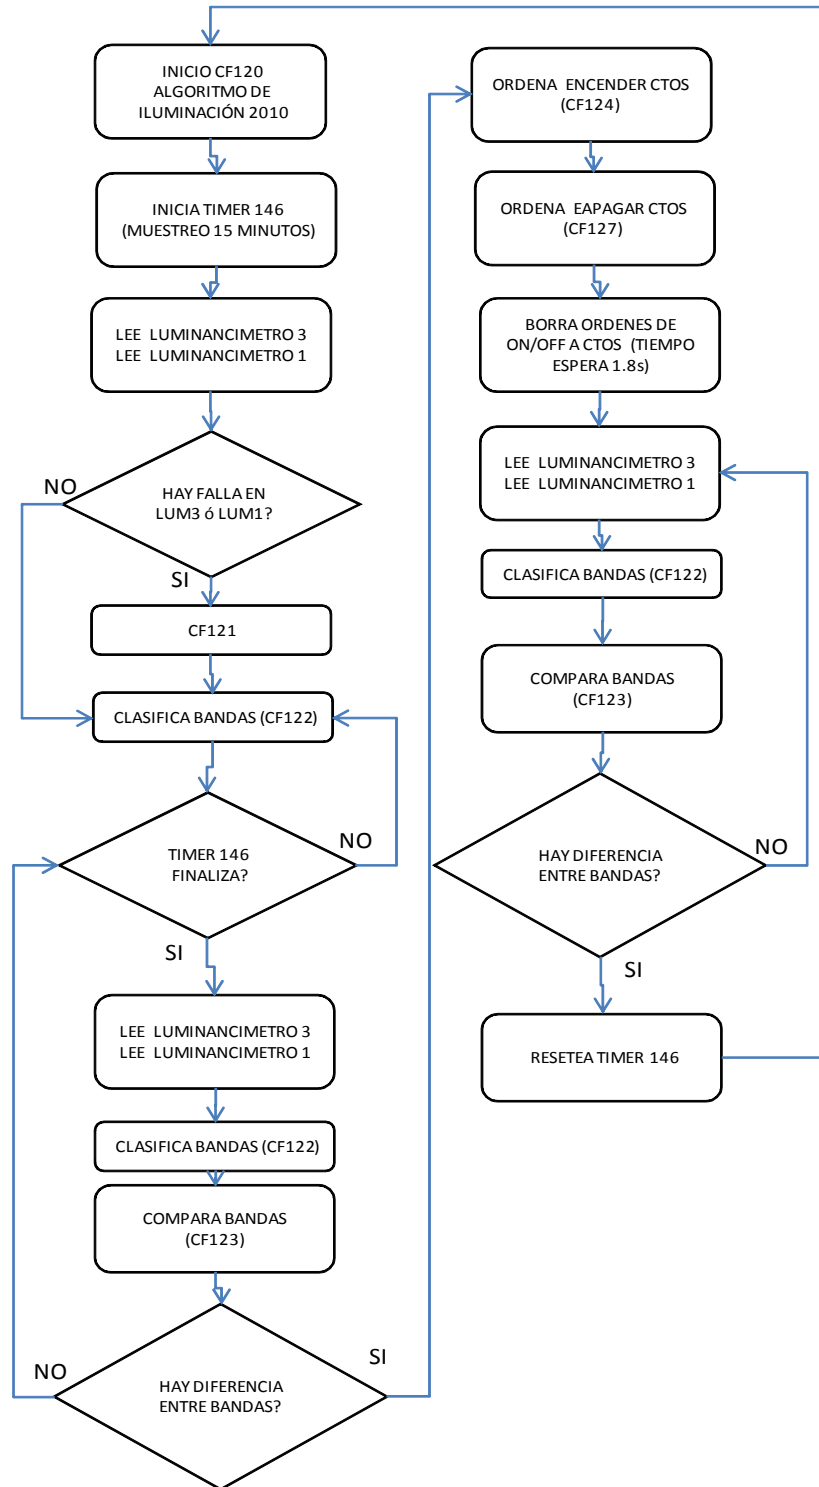 INICIO CF120
ALGORITMO DE
ILUMINACIÓN 2010
INICIA TIMER 146
(MUESTREO 15 MINUTOS)
LEE LUMINANCIMETRO 3
LEE LUMINANCIMETRO 1
NO
HAY FALLA EN
LUM3 ó LUM1?
SI
CF121
CLASIFICA BANDAS (CF122)
TIMER 146
FINALIZA?
NO
SI
LEE LUMINANCIMETRO 3
LEE LUMINANCIMETRO 1
CLASIFICA BANDAS (CF122)
COMPARA BANDAS
(CF123)
NO
SI
HAY DIFERENCIA
ENTRE BANDAS?
ORDENA ENCENDER CTOS
(CF124)
ORDENA EAPAGAR CTOS
(CF127)
BORRA ORDENES DE
ON/OFF A CTOS (TIEMPO
ESPERA 1.8s)
LEE LUMINANCIMETRO 3
LEE LUMINANCIMETRO 1
CLASIFICA BANDAS (CF122)
COMPARA BANDAS
(CF123)
HAY DIFERENCIA
ENTRE BANDAS?
NO
SI
RESETEA TIMER 146